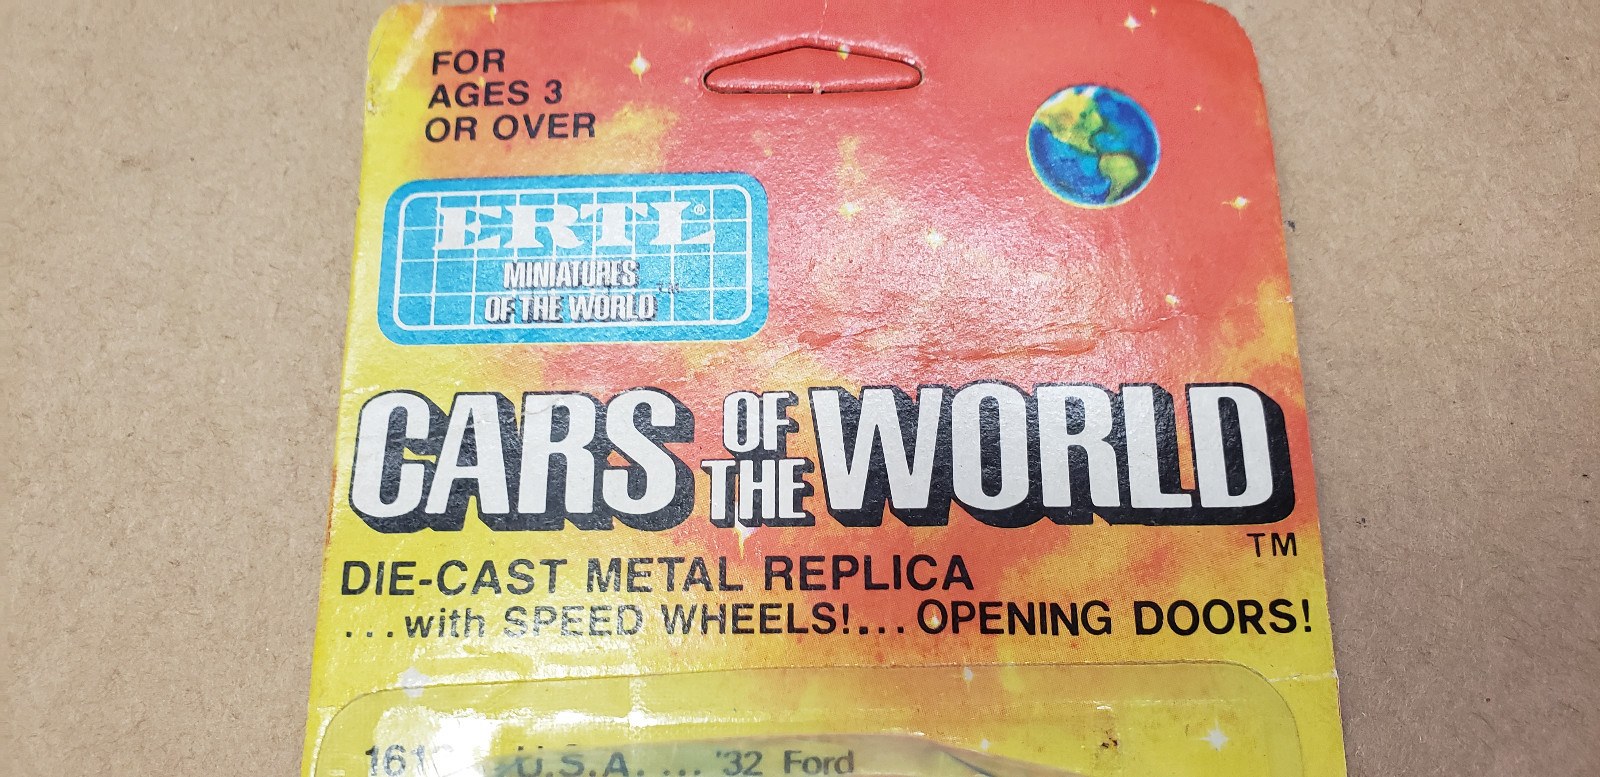 FOR
AGES 3
OR OVER
ERTL®
MINIATURES
OF THE WORLD
CARS OF THE WORLD
TM
DIE-CAST METAL REPLICA
...with SPEED WHEELS!...OPENING DOORS!
U.S.A. ... '32 Ford